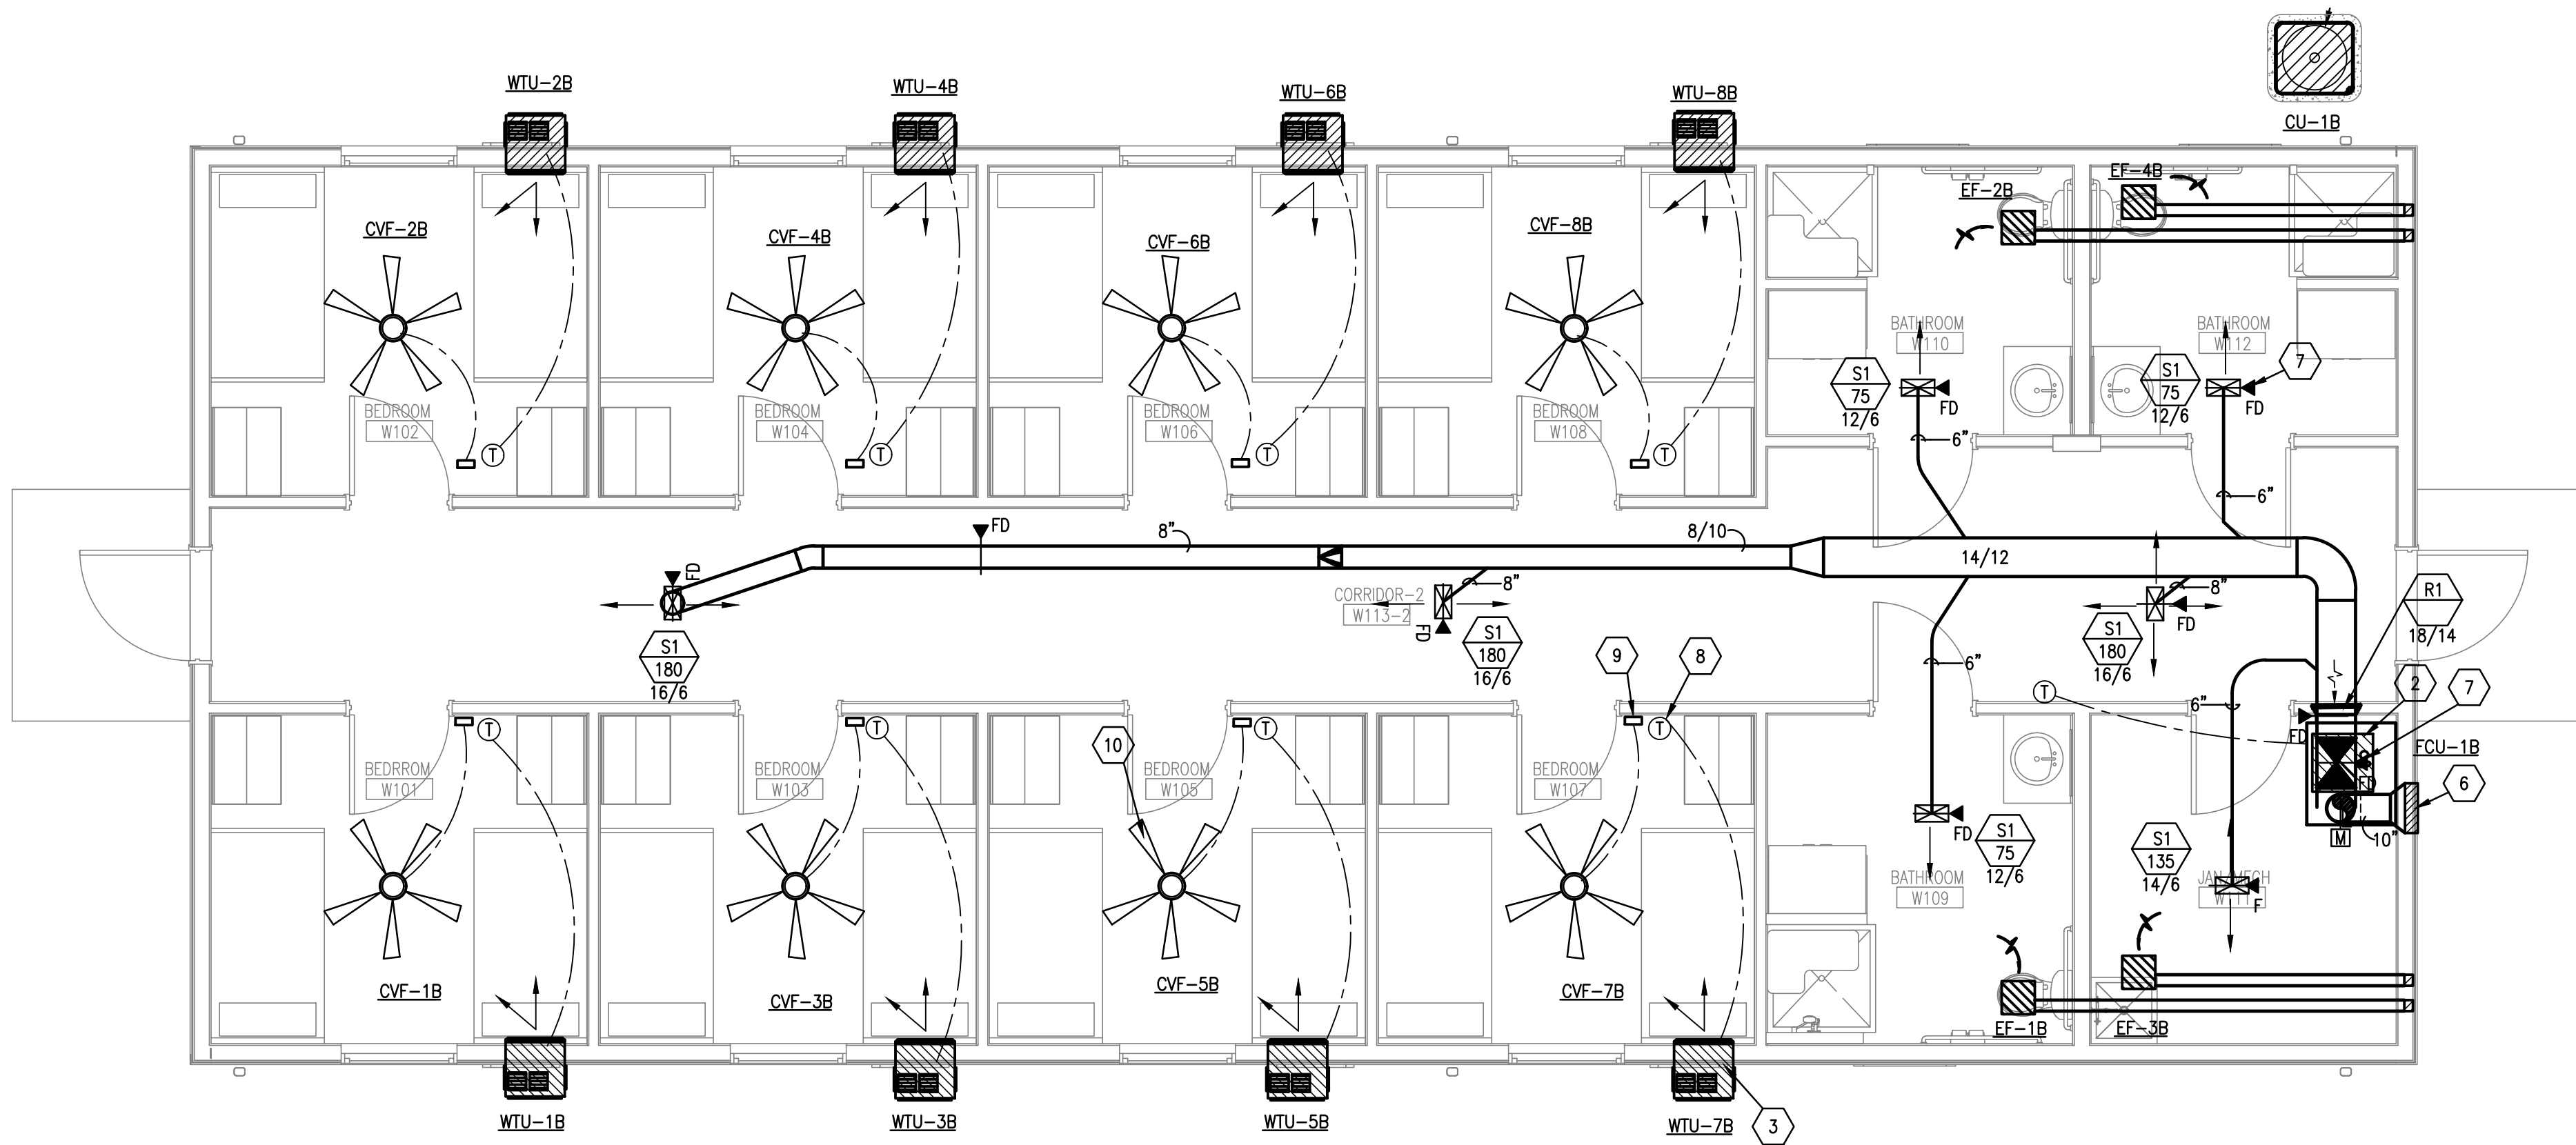 WTU-2B
WTU-4B
WTU-6B
WTU-8B
CU-1B
CVF-2B
CVF-4B
CVF-6B
CVF-8B
EF-2B
EF-4B
BEDROOM
W102
T
BEDROOM
W104
T
BEDROOM
W106
T
BEDROOM
W108
T
BATHROOM
W110
S1
75
12/6
FD
6"
BATHROOM
W112
S1
75
12/6
FD
7
6"
FD
8"
8/10
14/12
FD
S1
180
16/6
CORRIDOR-2
W113-2
8"
FD
S1
180
16/6
8"
FD
S1
180
16/6
R1
18/14
9
8
6"
T
6"
2
7
FD
FCU-1B
6
10"
M
T
BEDRROM
W101
T
BEDROOM
W103
10
T
BEDROOM
W105
T
BEDROOM
W107
FD
S1
75
12/6
BATHROOM
W109
S1
135
14/6
JAN/MECH
W111
F
CVF-1B
CVF-3B
CVF-5B
CVF-7B
EF-1B
EF-3B
WTU-1B
WTU-3B
WTU-5B
WTU-7B
3